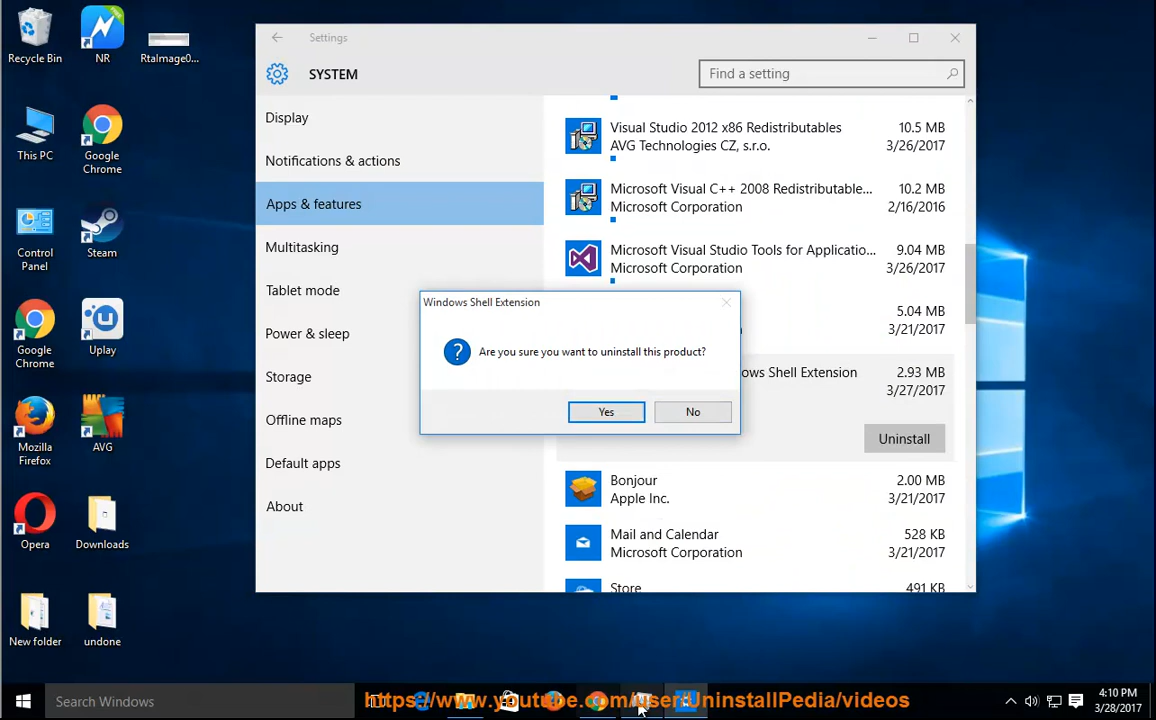 Recycle Bin
NR
RtaImage0...
This PC
Google Chrome
Control Panel
Steam
Google Chrome
Uplay
Mozilla Firefox
AVG
Opera
Downloads
New folder
undone
Settings
SYSTEM
Find a setting
Display
Notifications & actions
Apps & features
Multitasking
Tablet mode
Power & sleep
Storage
Offline maps
Default apps
About
Visual Studio 2012 x86 Redistributables 10.5 MB
AVG Technologies CZ, s.r.o. 3/26/2017
Microsoft Visual C++ 2008 Redistributable... 10.2 MB
Microsoft Corporation 2/16/2016
Microsoft Visual Studio Tools for Applicatio... 9.04 MB
Microsoft Corporation 3/26/2017
5.04 MB
3/21/2017
ows Shell Extension 2.93 MB
3/27/2017
Uninstall
Bonjour 2.00 MB
Apple Inc. 3/21/2017
Mail and Calendar 528 KB
Microsoft Corporation 3/21/2017
Store 491 KB
Windows Shell Extension
Are you sure you want to uninstall this product?
Yes No
Search Windows
https://www.youtube.com/user/UninstallPedia/videos
4:10 PM
3/28/2017